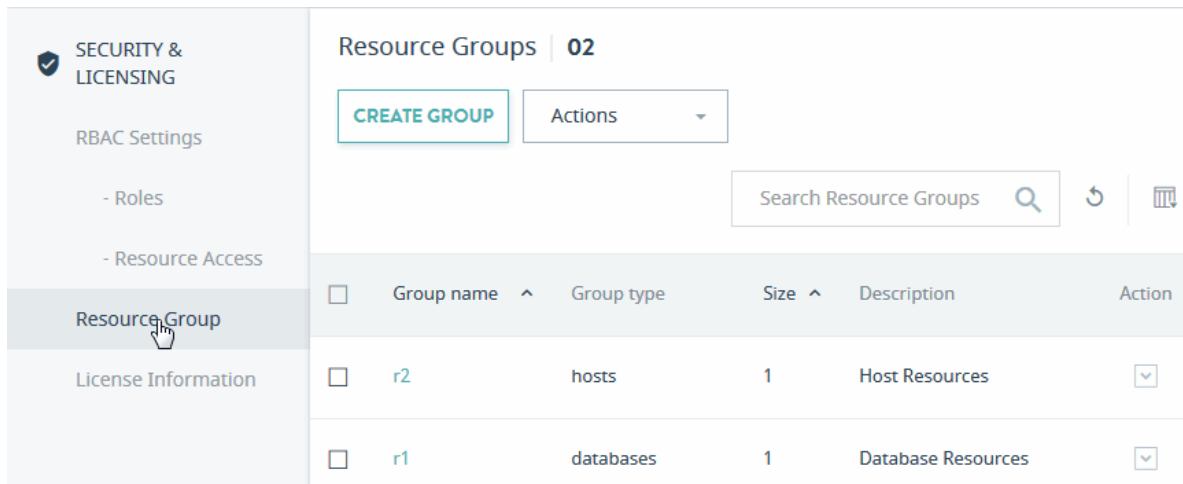 SECURITY &
LICENSING
RBAC Settings
- Roles
- Resource Access
Resource Group
License Information
Resource Groups | 02
CREATE GROUP Actions
Search Resource Groups
Group name Group type Size Description Action
r2 hosts 1 Host Resources
r1 databases 1 Database Resources